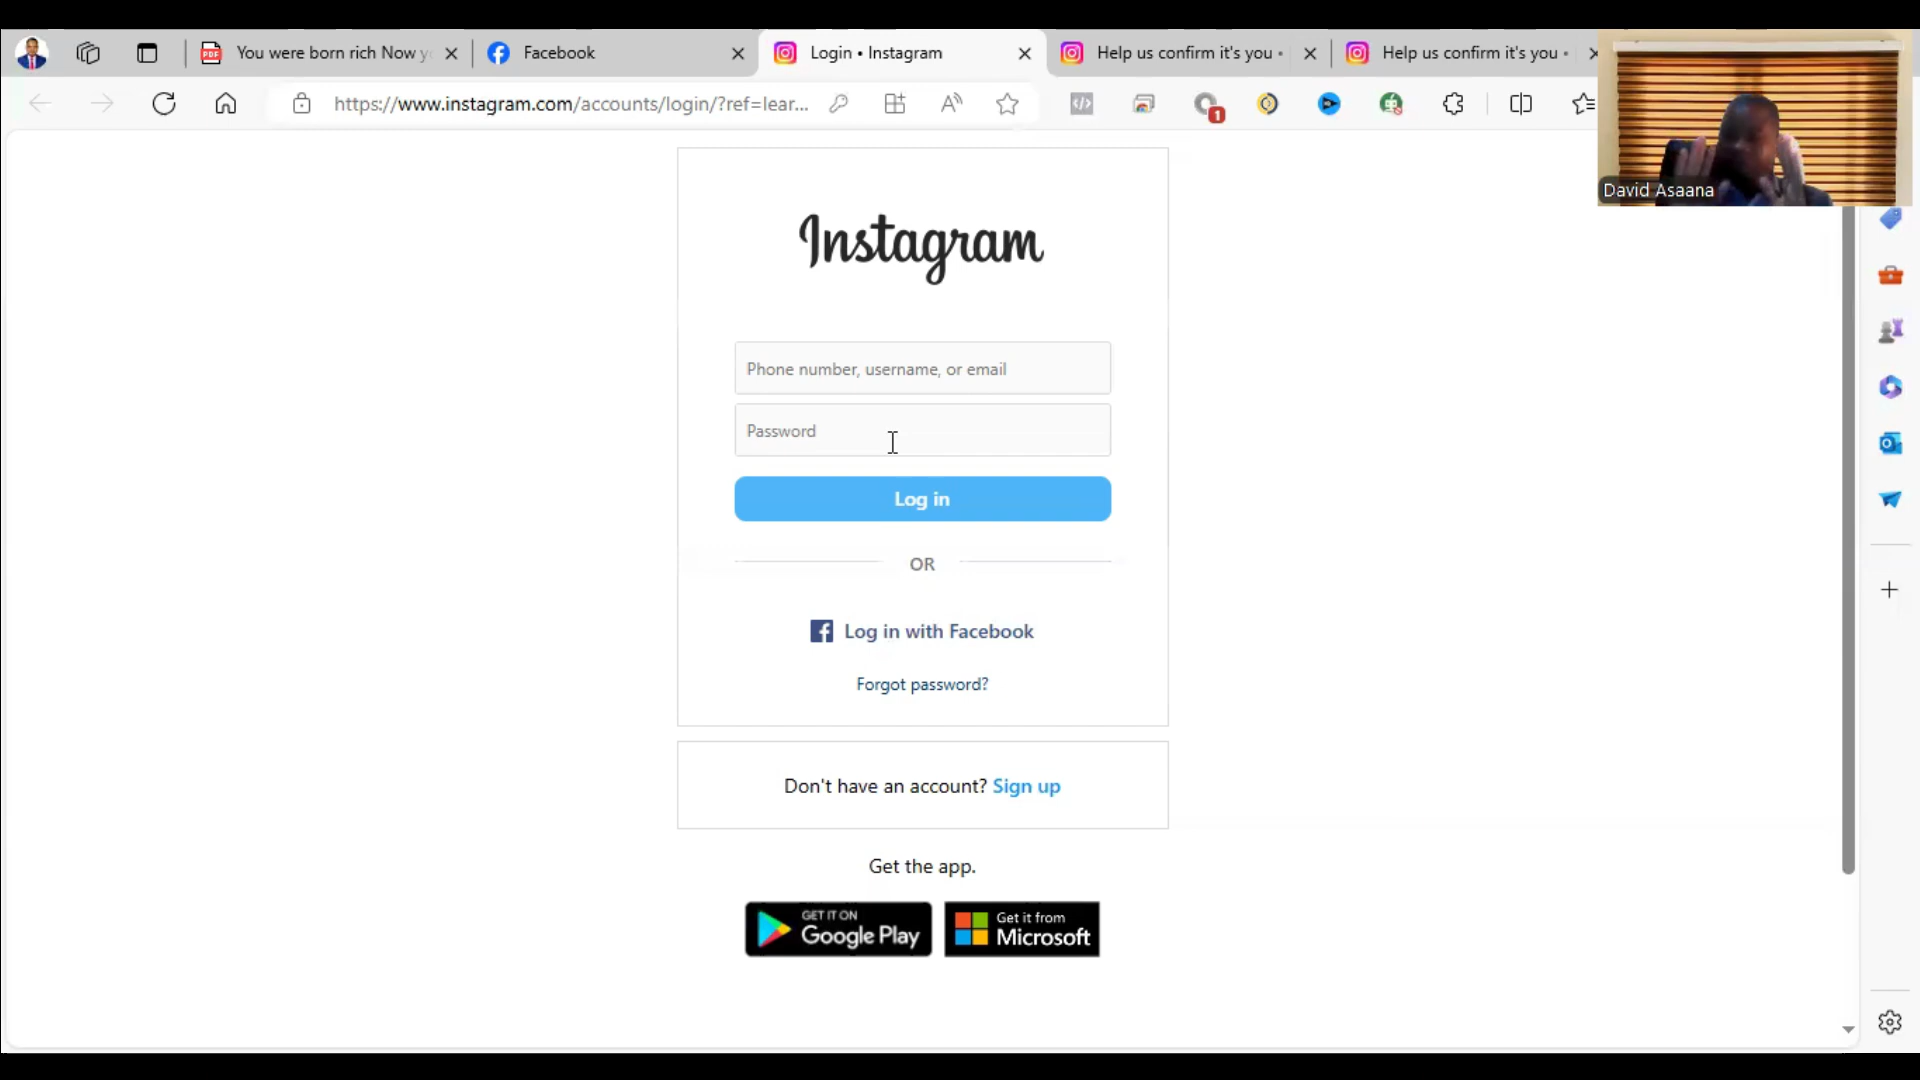 You were born rich Now y
Facebook
Login • Instagram
Help us confirm it's you •
Help us confirm it's you •
https://www.instagram.com/accounts/login/?ref=lear...
1
David Asaana
Instagram
Phone number, username, or email
Password
Log in
OR
Log in with Facebook
Forgot password?
Don't have an account? Sign up
Get the app.
GET IT ON
Google Play
Get it from
Microsoft